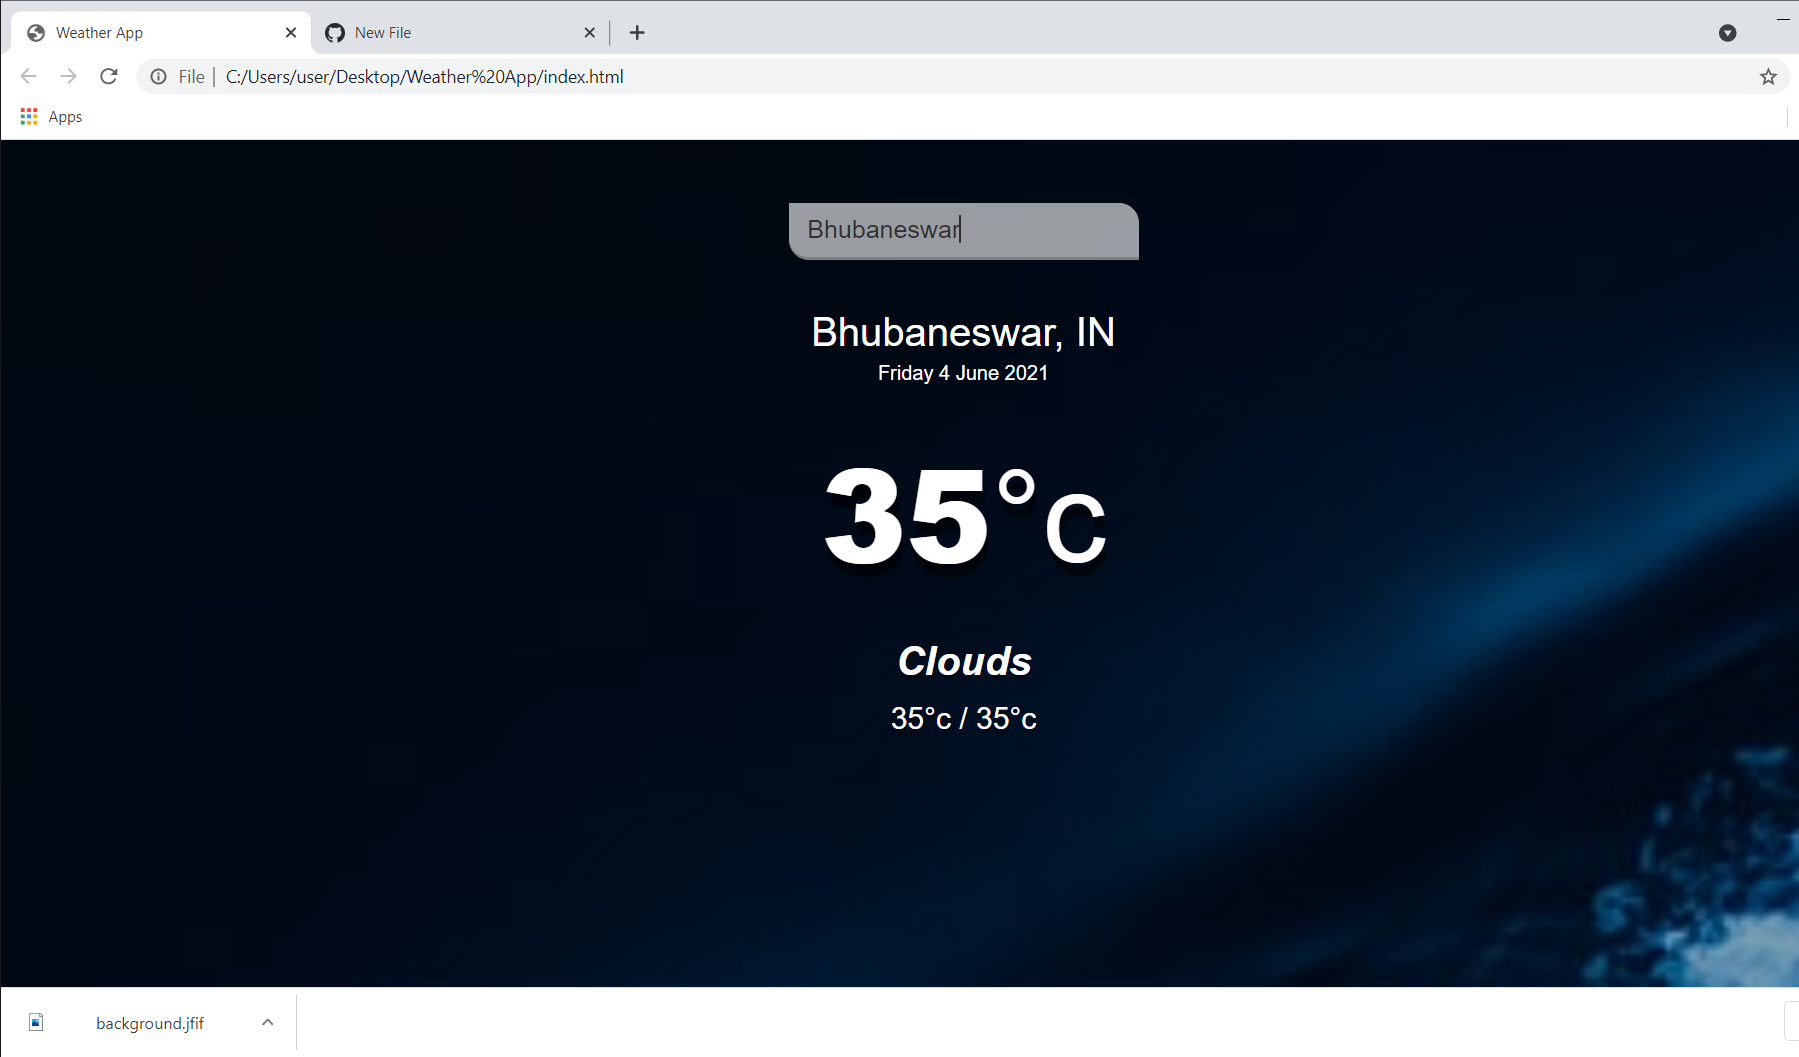 Weather App
New File
File
C:/Users/user/Desktop/Weather%20App/index.html
Apps
Bhubaneswar
Bhubaneswar, IN
Friday 4 June 2021
35°c
Clouds
35°c / 35°c
background.jfif